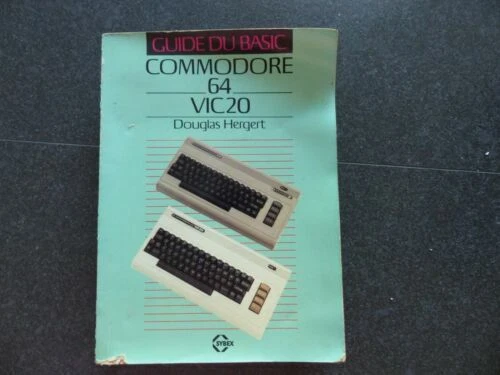 GUIDE DU BASIC
COMMODORE
64
VIC20
Douglas Hergert
SYBEX